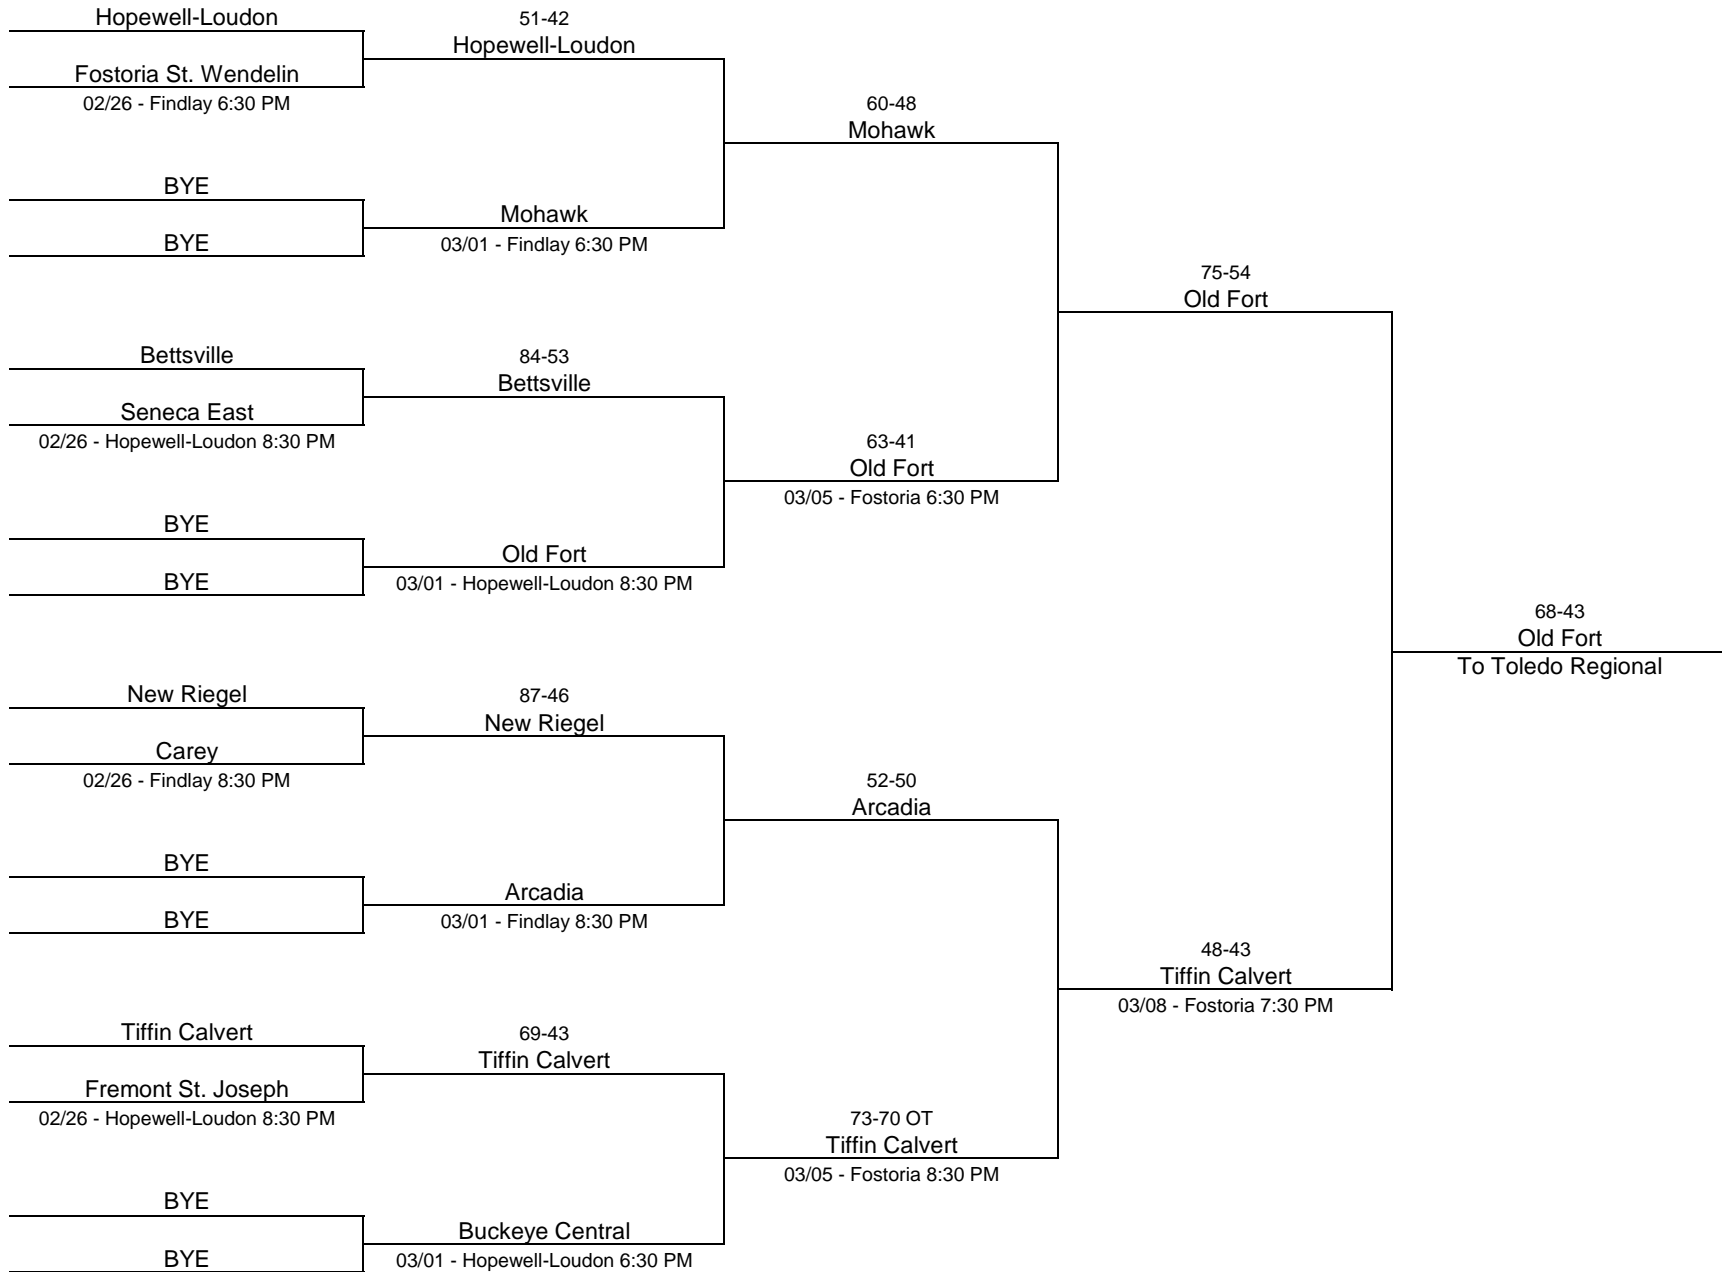 Hopewell-Loudon
Fostoria St. Wendelin
02/26 - Findlay 6:30 PM
BYE
BYE
Bettsville
Seneca East
02/26 - Hopewell-Loudon 8:30 PM
BYE
BYE
New Riegel
Carey
02/26 - Findlay 8:30 PM
BYE
BYE
Tiffin Calvert
Fremont St. Joseph
02/26 - Hopewell-Loudon 8:30 PM
BYE
BYE
51-42
Hopewell-Loudon
Mohawk
03/01 - Findlay 6:30 PM
84-53
Bettsville
Old Fort
03/01 - Hopewell-Loudon 8:30 PM
87-46
New Riegel
Arcadia
03/01 - Findlay 8:30 PM
69-43
Tiffin Calvert
Buckeye Central
03/01 - Hopewell-Loudon 6:30 PM
60-48
Mohawk
63-41
Old Fort
03/05 - Fostoria 6:30 PM
52-50
Arcadia
73-70 OT
Tiffin Calvert
03/05 - Fostoria 8:30 PM
75-54
Old Fort
48-43
Tiffin Calvert
03/08 - Fostoria 7:30 PM
68-43
Old Fort
To Toledo Regional